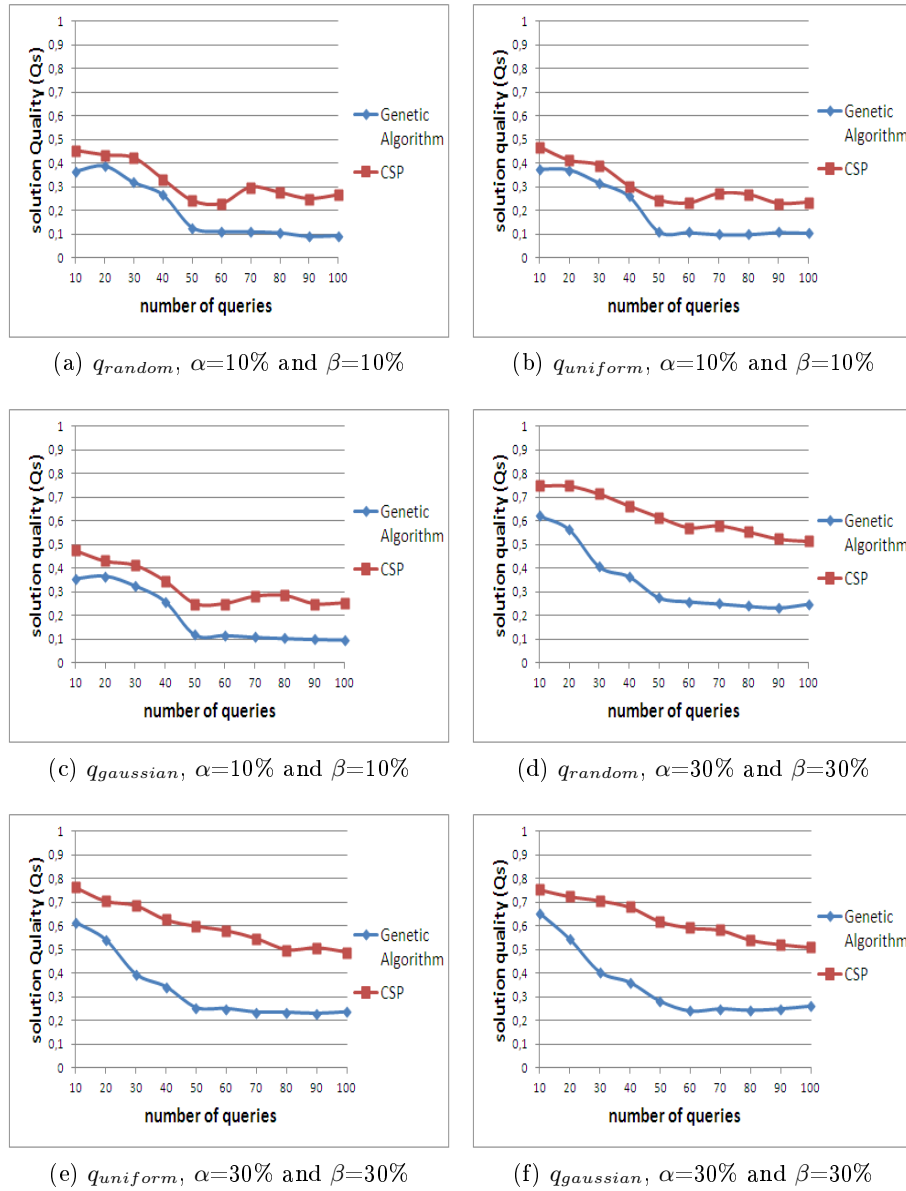 1
0,9
0,8
0,7
0,6
0,5
0,4
0,3
0,2
0,1
0
solution Quality (Qs)
10 20 30 40 50 60 70 80 90 100
number of queries
Genetic
Algorithm
CSP
(a) q_random, α=10% and β=10%
1
0,9
0,8
0,7
0,6
0,5
0,4
0,3
0,2
0,1
0
solution quality (Qs)
10 20 30 40 50 60 70 80 90 100
number of queries
Genetic
Algorithm
CSP
(b) q_uniform, α=10% and β=10%
1
0,9
0,8
0,7
0,6
0,5
0,4
0,3
0,2
0,1
0
solution quality (Qs)
10 20 30 40 50 60 70 80 90 100
number of queries
Genetic
Algorithm
CSP
(c) q_gaussian, α=10% and β=10%
1
0,9
0,8
0,7
0,6
0,5
0,4
0,3
0,2
0,1
0
solution quality (Qs)
10 20 30 40 50 60 70 80 90 100
number of queries
Genetic
Algorithm
CSP
(d) q_random, α=30% and β=30%
1
0,9
0,8
0,7
0,6
0,5
0,4
0,3
0,2
0,1
0
solution Qulaity (Qs)
10 20 30 40 50 60 70 80 90 100
number of queries
Genetic
Algorithm
CSP
(e) q_uniform, α=30% and β=30%
1
0,9
0,8
0,7
0,6
0,5
0,4
0,3
0,2
0,1
0
solution quality (Qs)
10 20 30 40 50 60 70 80 90 100
number of queries
Genetic
Algorithm
CSP
(f) q_gaussian, α=30% and β=30%